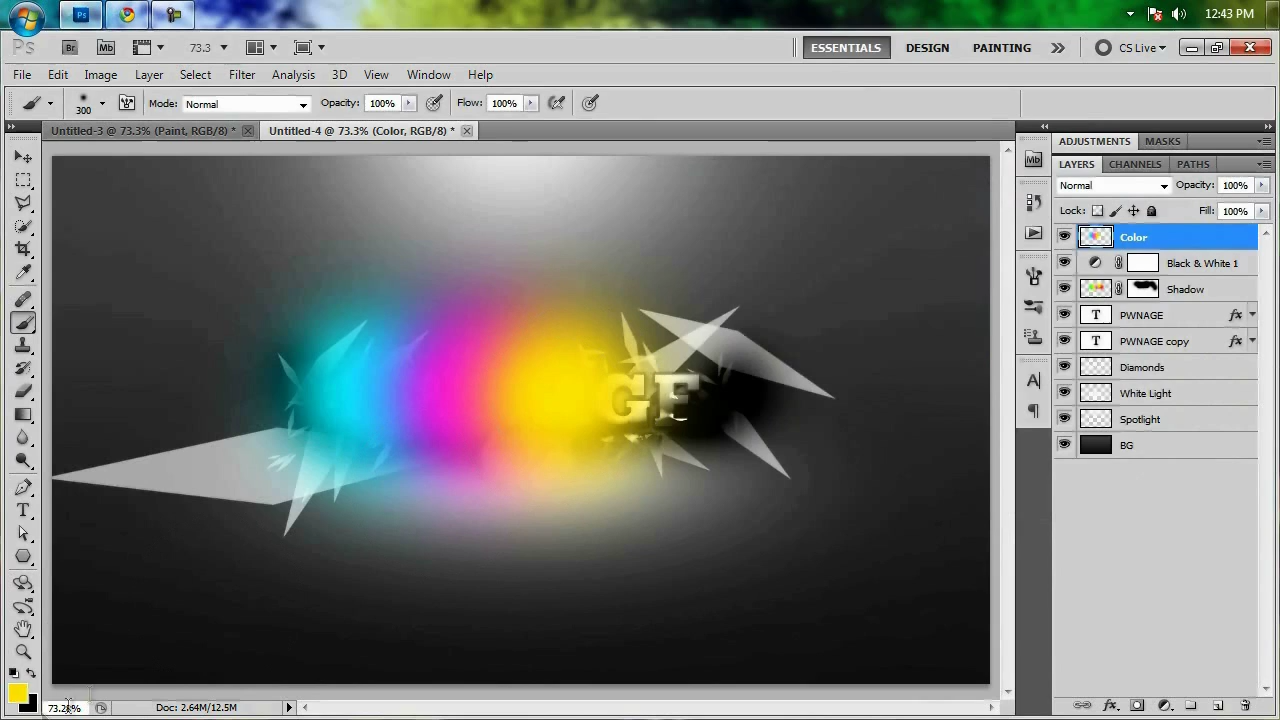 12:43 PM
Ps Br Mb 73.3 ESSENTIALS DESIGN PAINTING CS Live
File Edit Image Layer Select Filter Analysis 3D View Window Help
300 Mode: Normal Opacity: 100% Flow: 100%
Untitled-3 @ 73.3% (Paint, RGB/8) * Untitled-4 @ 73.3% (Color, RGB/8) *
ADJUSTMENTS MASKS
LAYERS CHANNELS PATHS
Normal Opacity: 100%
Lock: Fill: 100%
Color
Black & White 1
Shadow
T PWNAGE fx
T PWNAGE copy fx
Diamonds
White Light
Spotlight
BG
GE
73.28% Doc: 2.64M/12.5M